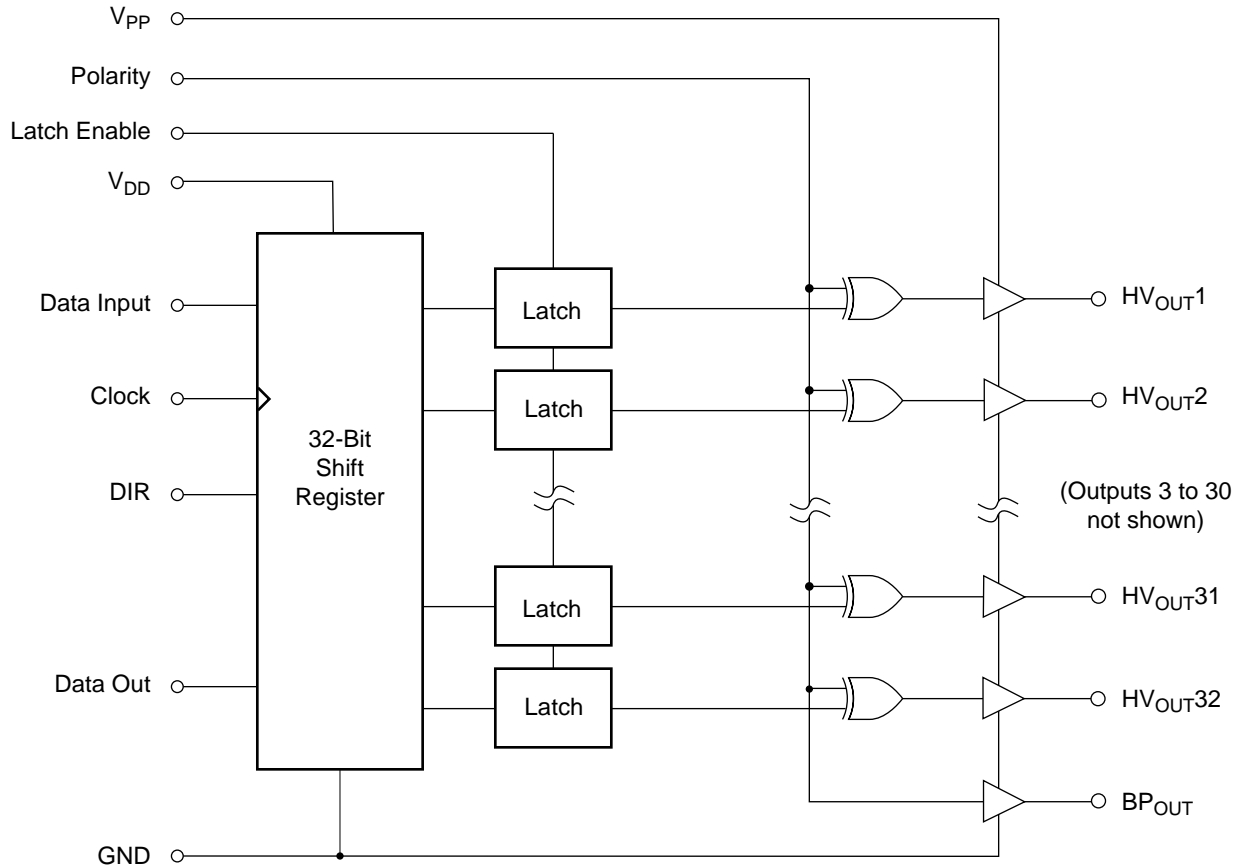 VPP
Polarity
Latch Enable
VDD
Data Input
Clock
DIR
Data Out
GND
32-Bit
Shift
Register
Latch
Latch
Latch
Latch
HVOUT1
HVOUT2
(Outputs 3 to 30
not shown)
HVOUT31
HVOUT32
BPOUT